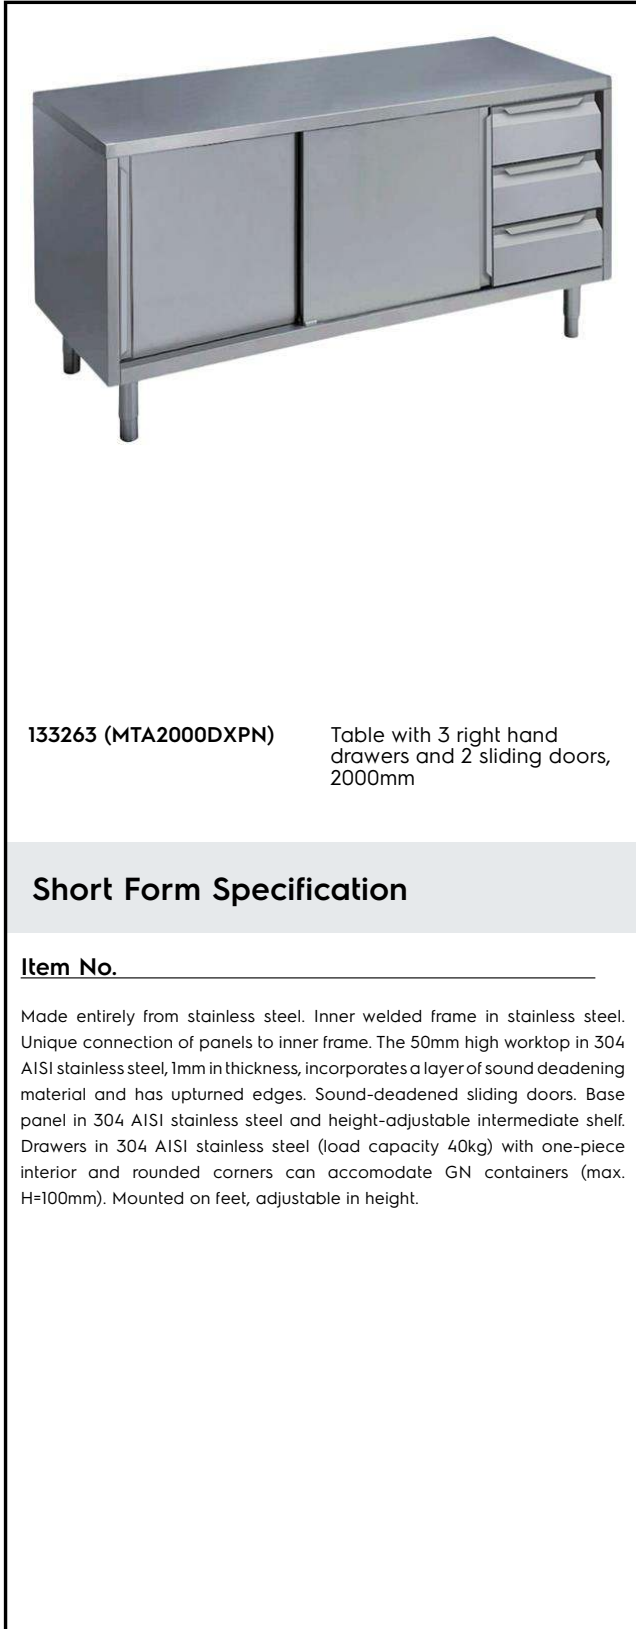 133263 (MTA2000DXPN)
Table with 3 right hand
drawers and 2 sliding doors,
2000mm
Short Form Specification
Item No.
Made entirely from stainless steel. Inner welded frame in stainless steel.
Unique connection of panels to inner frame. The 50mm high worktop in 304
AISI stainless steel, 1mm in thickness, incorporates a layer of sound deadening
material and has upturned edges. Sound-deadened sliding doors. Base
panel in 304 AISI stainless steel and height-adjustable intermediate shelf.
Drawers in 304 AISI stainless steel (load capacity 40kg) with one-piece
interior and rounded corners can accomodate GN containers (max.
H=100mm). Mounted on feet, adjustable in height.